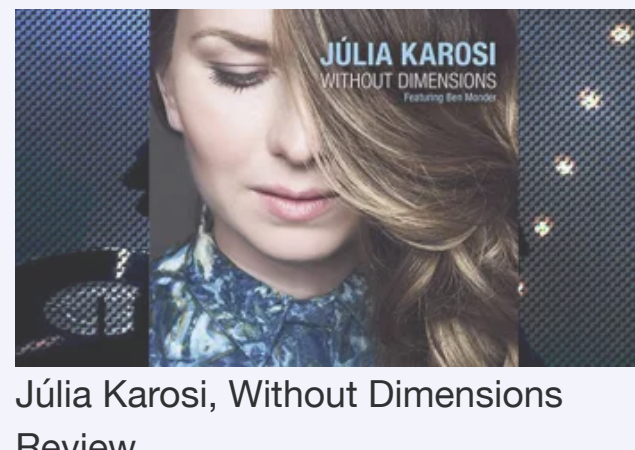 JÚLIA KAROSI
WITHOUT DIMENSIONS
Featuring Ben Monder
Júlia Karosi, Without Dimensions
Review